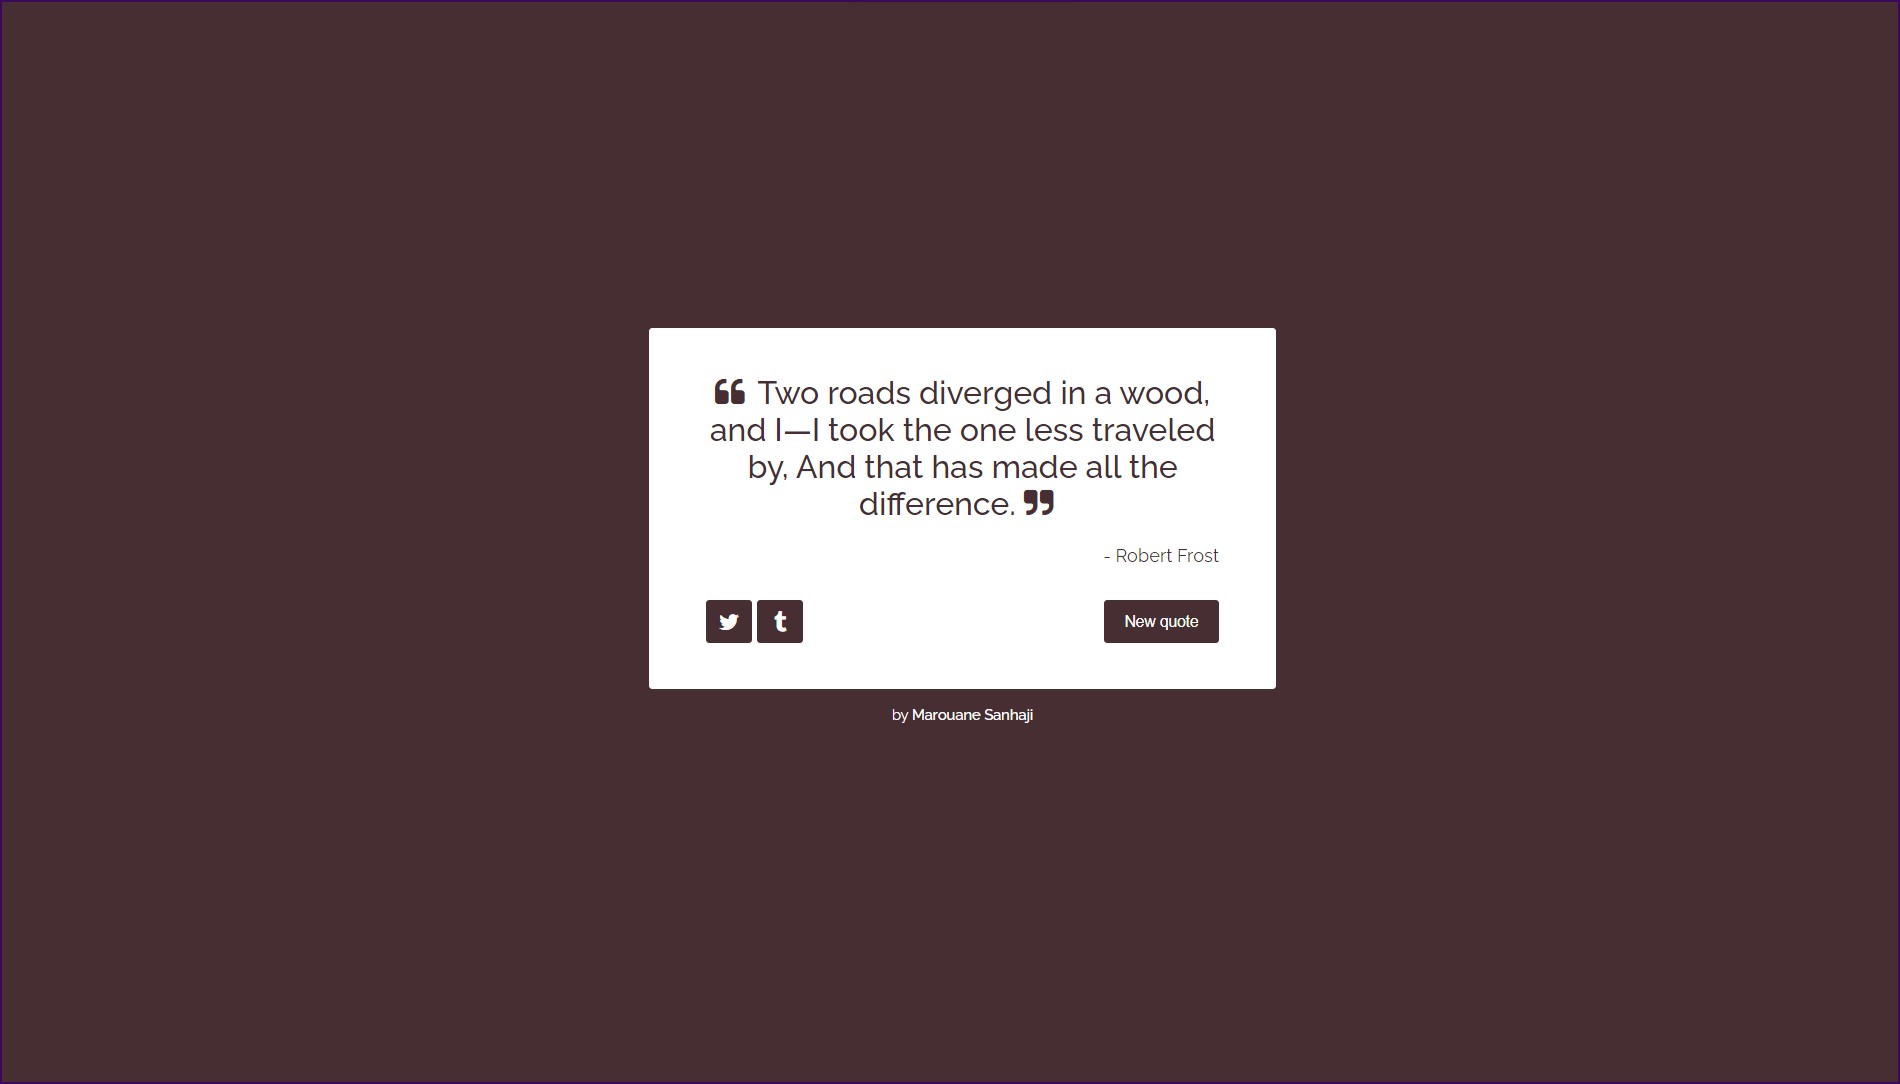 “ Two roads diverged in a wood,
and I—I took the one less traveled
by, And that has made all the
difference. ”
- Robert Frost
New quote
by Marouane Sanhaji